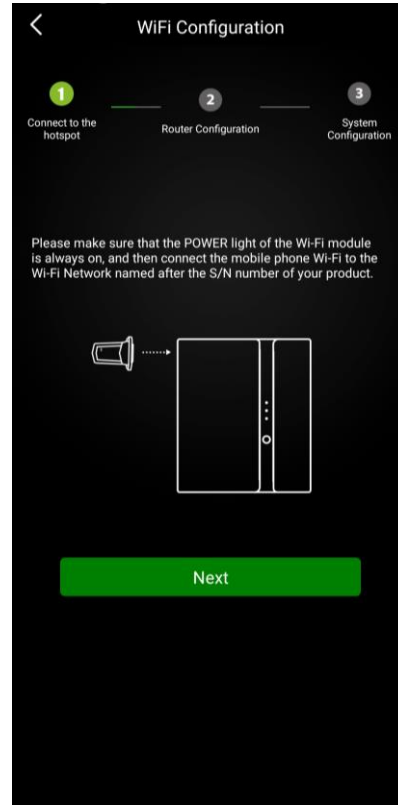 WiFi Configuration
1
2
3
Connect to the
hotspot
Router Configuration
System
Configuration
Please make sure that the POWER light of the Wi-Fi module
is always on, and then connect the mobile phone Wi-Fi to the
Wi-Fi Network named after the S/N number of your product.
Next